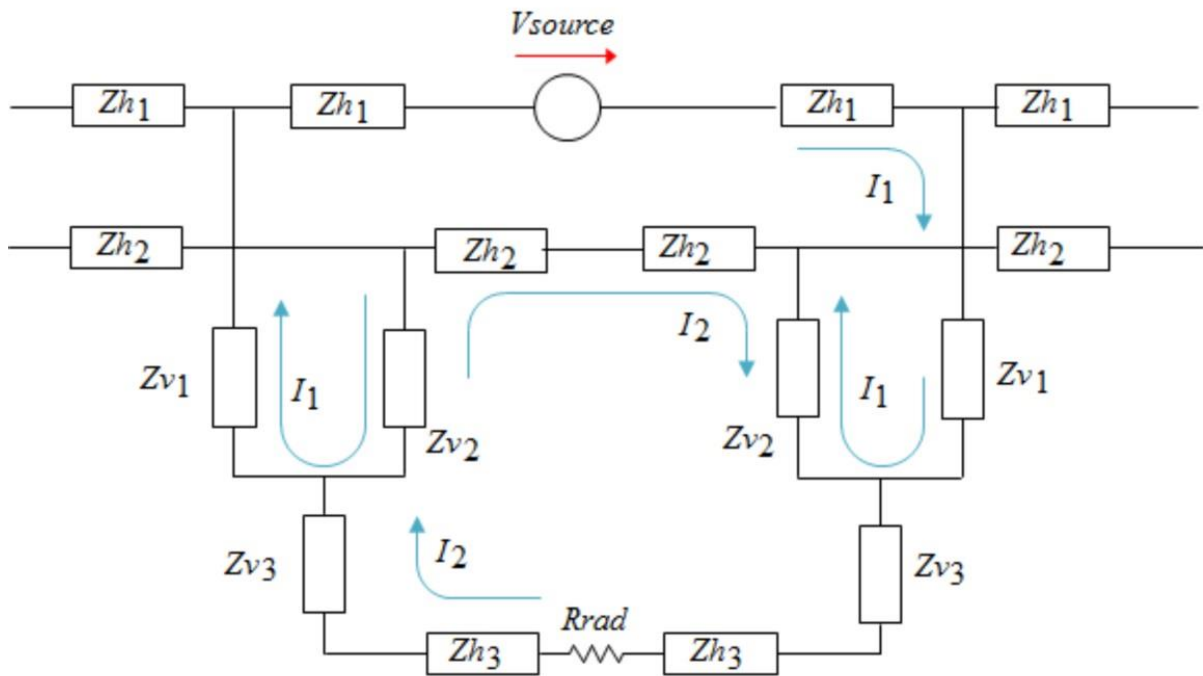 Vsource
Zh1 Zh1 Zh1 Zh1
I1
Zh2 Zh2 Zh2 Zh2
I2
Zv1 I1 Zv2 Zv2 I1 Zv1
Zv3 I2 Zv3
Rrad
Zh3 Zh3